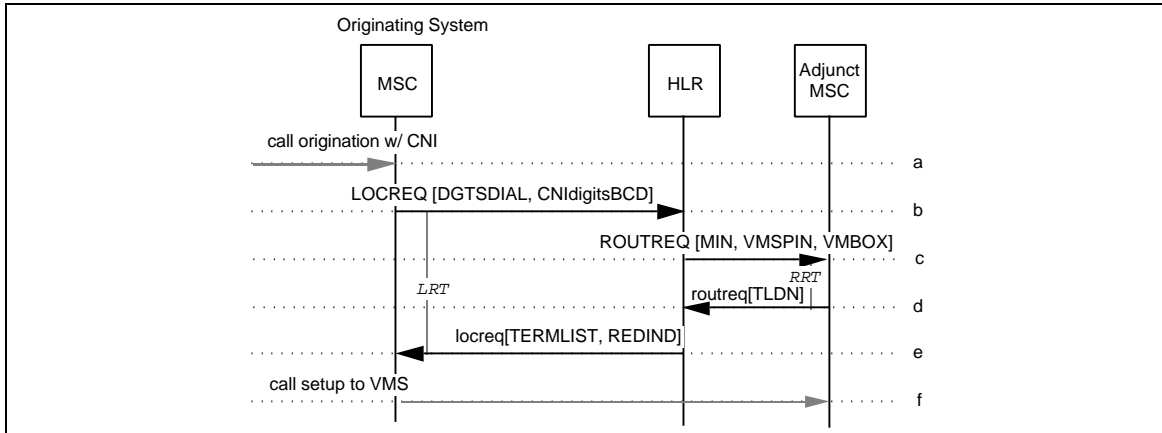 Originating System
MSC
HLR
Adjunct
MSC
call origination w/ CNI
a
LOCREQ [DGTSDIAL, CNIdigitsBCD]
b
ROUTREQ [MIN, VMSPIN, VMBOX]
c
LRT
RRT
routreq[TLDN]
d
locreq[TERMLIST, REDIND]
e
call setup to VMS
f